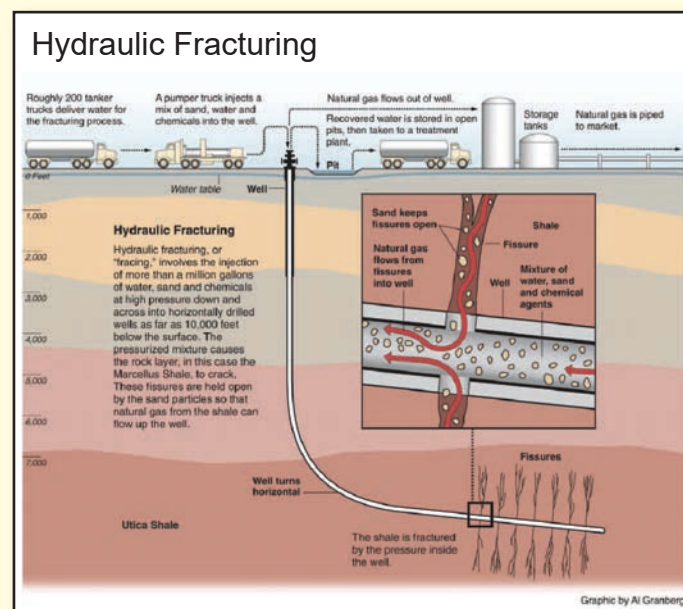 Hydraulic Fracturing
Roughly 200 tanker
trucks deliver water for
the fracturing process.
A pumper truck injects a
mix of sand, water and
chemicals into the well.
Natural gas flows out of well.
Recovered water is stored in open
pits, then taken to a treatment
plant.
Storage
tanks
Natural gas is piped
to market.
Pit
0 Feet
Water table
Well
1,000
2,000
3,000
4,000
5,000
6,000
7,000
Hydraulic Fracturing
Hydraulic fracturing, or
"fracing," involves the injection
of more than a million gallons
of water, sand and chemicals
at high pressure down and
across into horizontally drilled
wells as far as 10,000 feet
below the surface. The
pressurized mixture causes
the rock layer, in this case the
Marcellus Shale, to crack.
These fissures are held open
by the sand particles so that
natural gas from the shale can
flow up the well.
Sand keeps
fissures open
Shale
Fissure
Natural gas
flows from
fissures
into well
Well
Mixture of
water, sand
and chemical
agents
Fissures
Well turns
horizontal
Utica Shale
The shale is fractured
by the pressure inside
the well.
Graphic by Al Granberg